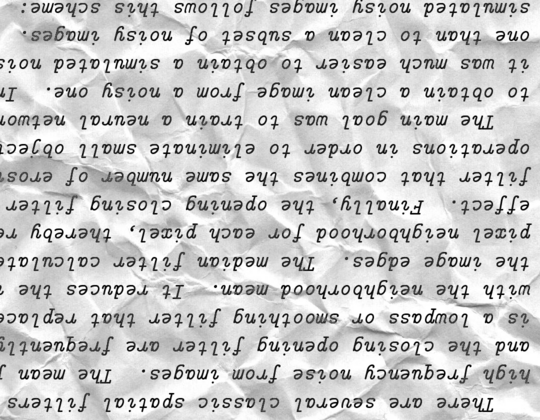 There are several classic spatial filters
high frequency noise from images. The mean
and the closing opening filter are frequently
is a lowpass or smoothing filter that replace
with the neighborhood mean. It reduces the
the image edges. The median filter calculate
pixel neighborhood for each pixel, thereby re
effect. Finally, the opening closing filter
filter that combines the same number of erosi
operations in order to eliminate small object
The main goal was to train a neural networ
to obtain a clean image from a noisy one. In
it was much easier to obtain a simulated nois
one than to clean a subset of noisy images.
simulated noisy images follows this scheme: